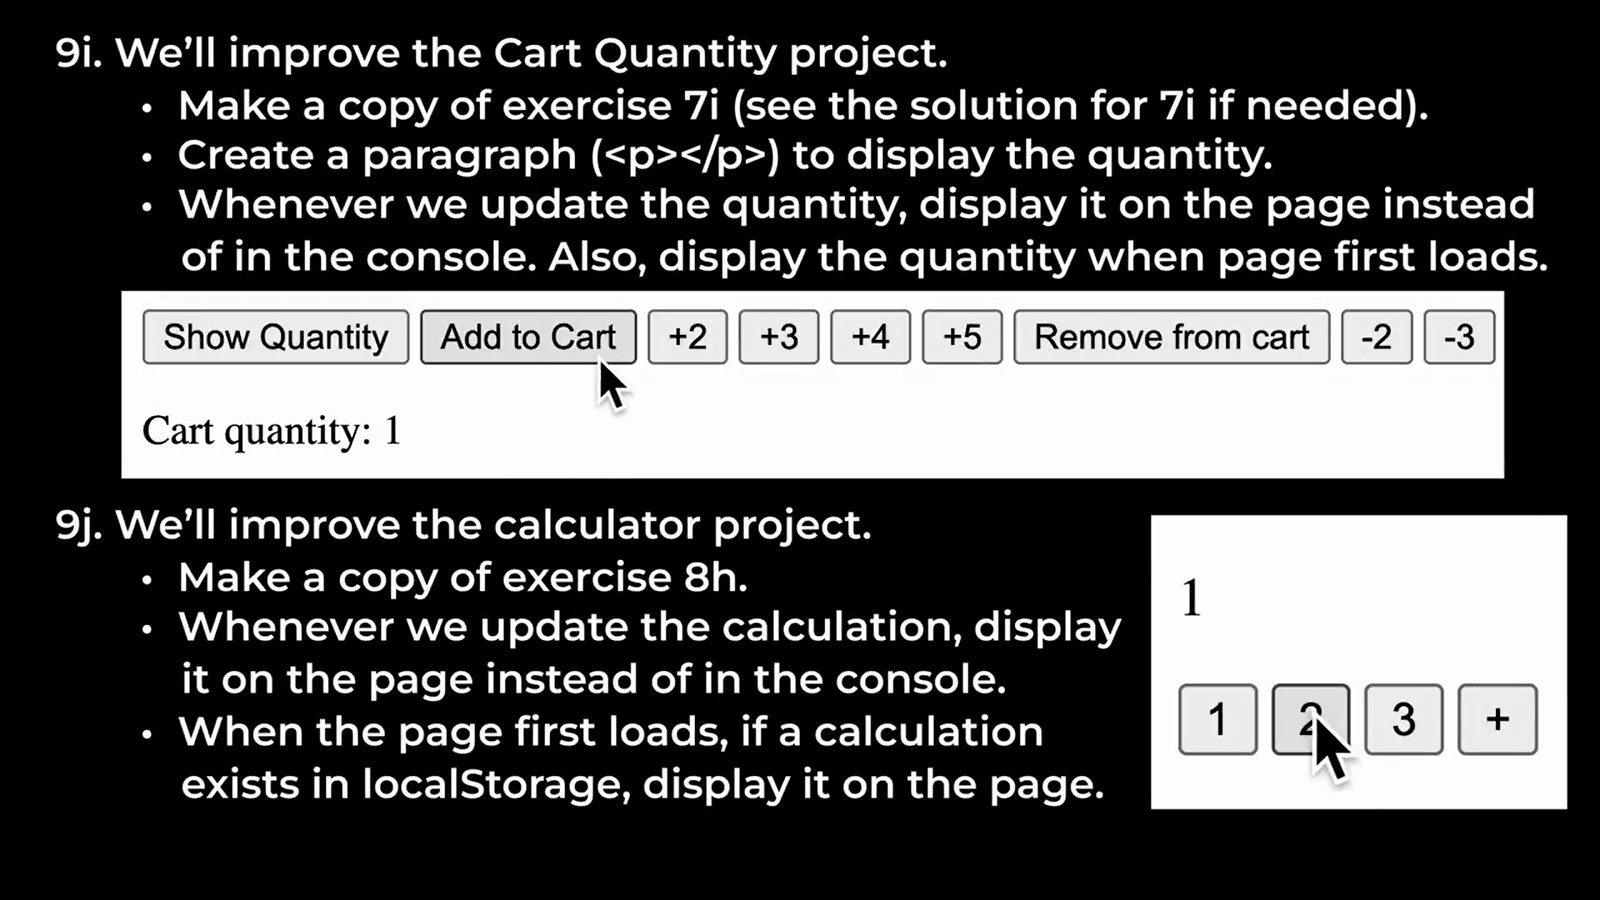 9i. We'll improve the Cart Quantity project.
• Make a copy of exercise 7i (see the solution for 7i if needed).
• Create a paragraph (<p></p>) to display the quantity.
• Whenever we update the quantity, display it on the page instead
of in the console. Also, display the quantity when page first loads.
Show Quantity Add to Cart +2 +3 +4 +5 Remove from cart -2 -3
Cart quantity: 1
9j. We'll improve the calculator project.
• Make a copy of exercise 8h.
• Whenever we update the calculation, display
it on the page instead of in the console.
• When the page first loads, if a calculation
exists in localStorage, display it on the page.
1
1 2 3 +